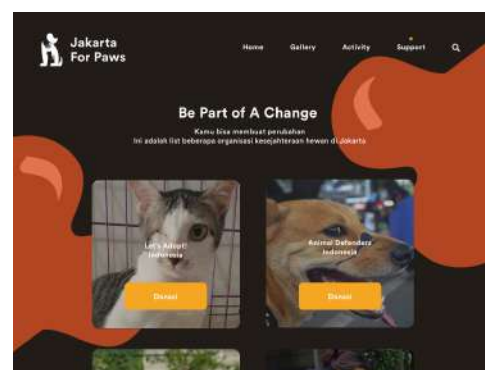 Jakarta
For Paws
Home
Gallery
Activity
Support
Be Part of A Change
Kamu bisa membuat perubahan
Ini adalah list beberapa organisasi kesejahteraan hewan di Jakarta
Let's Adopt!
Indonesia
Animal Defenders
Indonesia
Donasi
Donasi